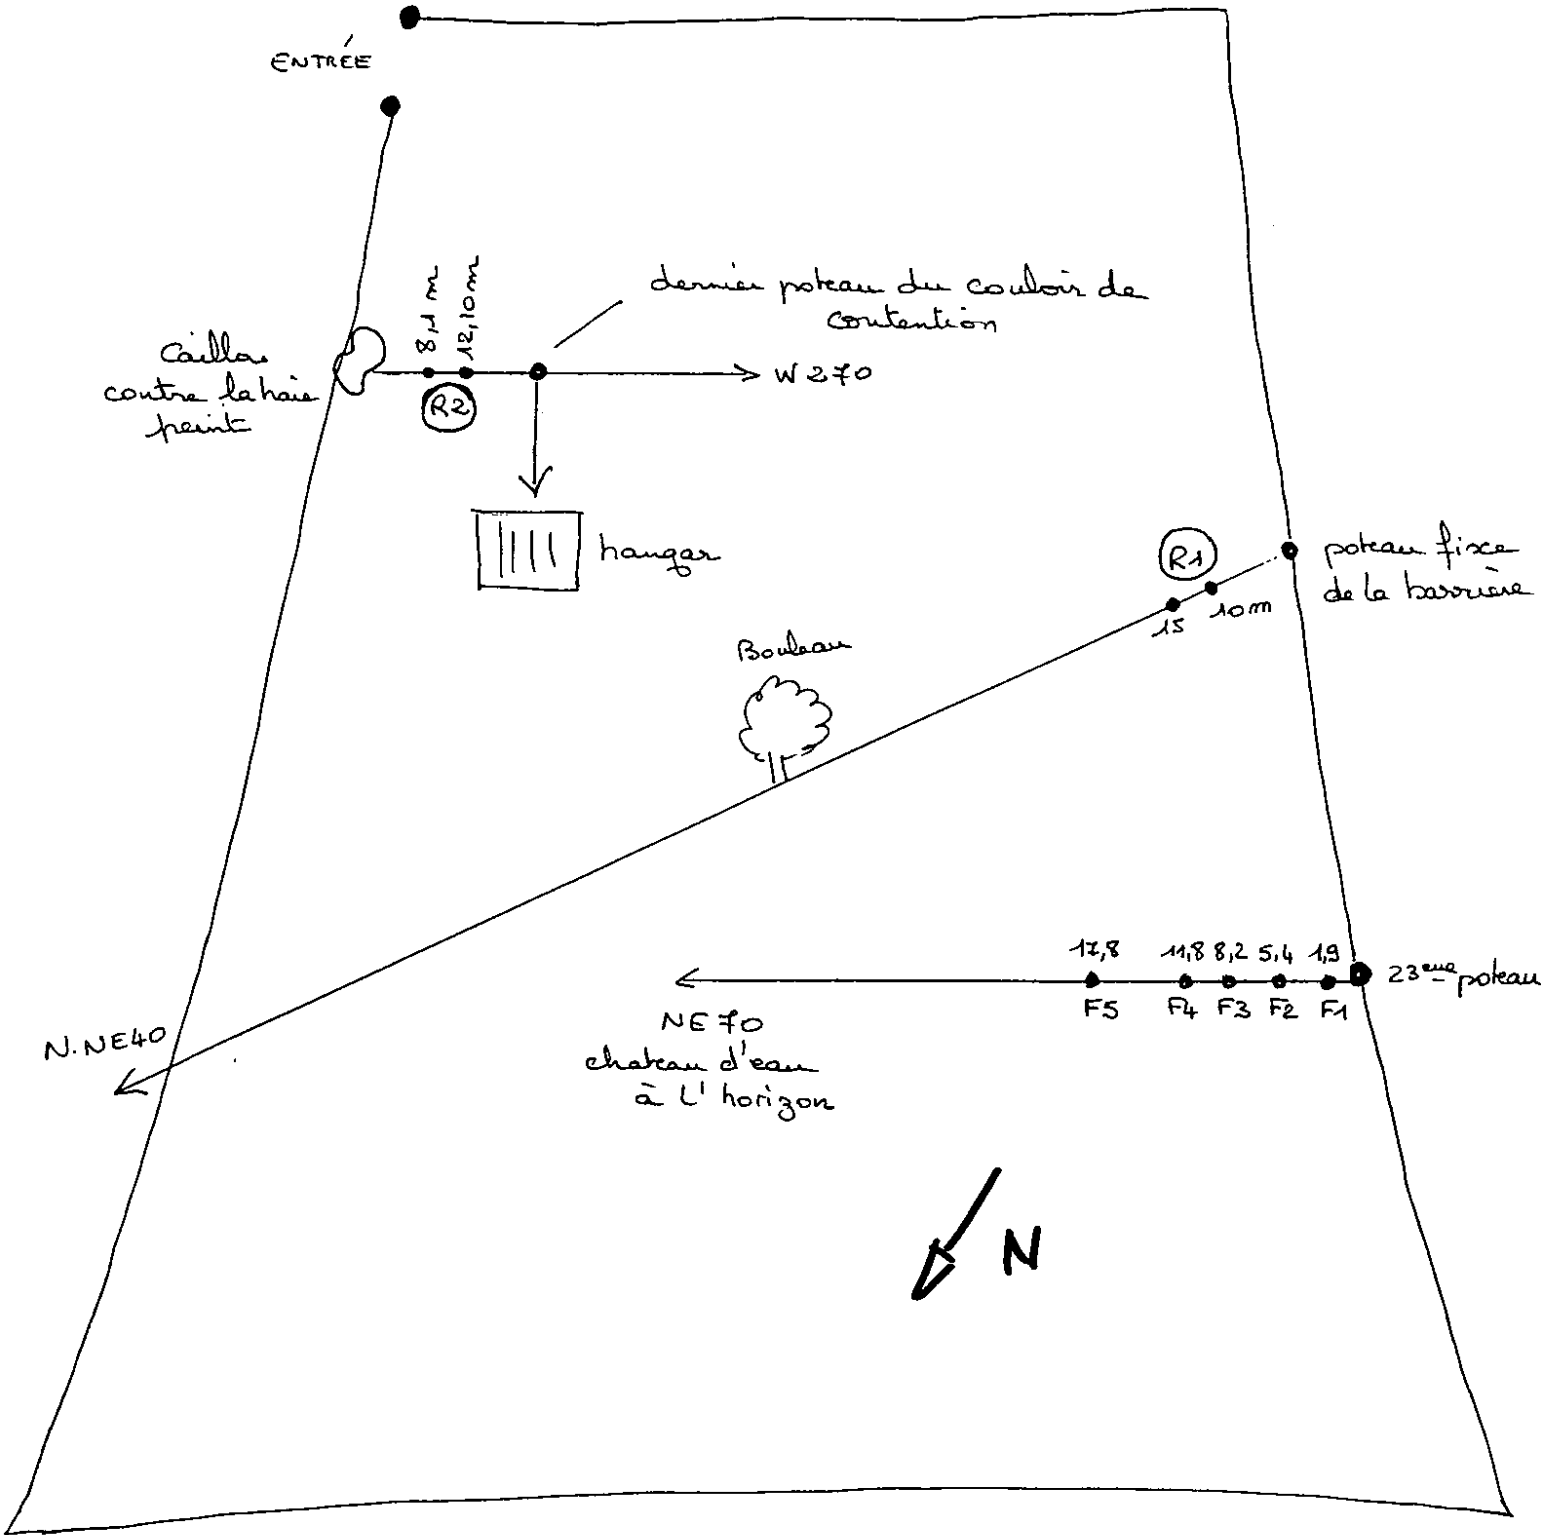 ENTRÉE
8,1 m
12,10 m
dernier poteau du couloir de
contention
Caillou
contre la haie
peint
W 270
R2
hangar
R1
poteau fixe
de la barrière
10 m
15
Bouleau
17,8 11,8 8,2 5,4 1,9
23eme poteau
F5 F4 F3 F2 F1
NE 70
chateau d'eau
à l'horizon
N.NE40
N